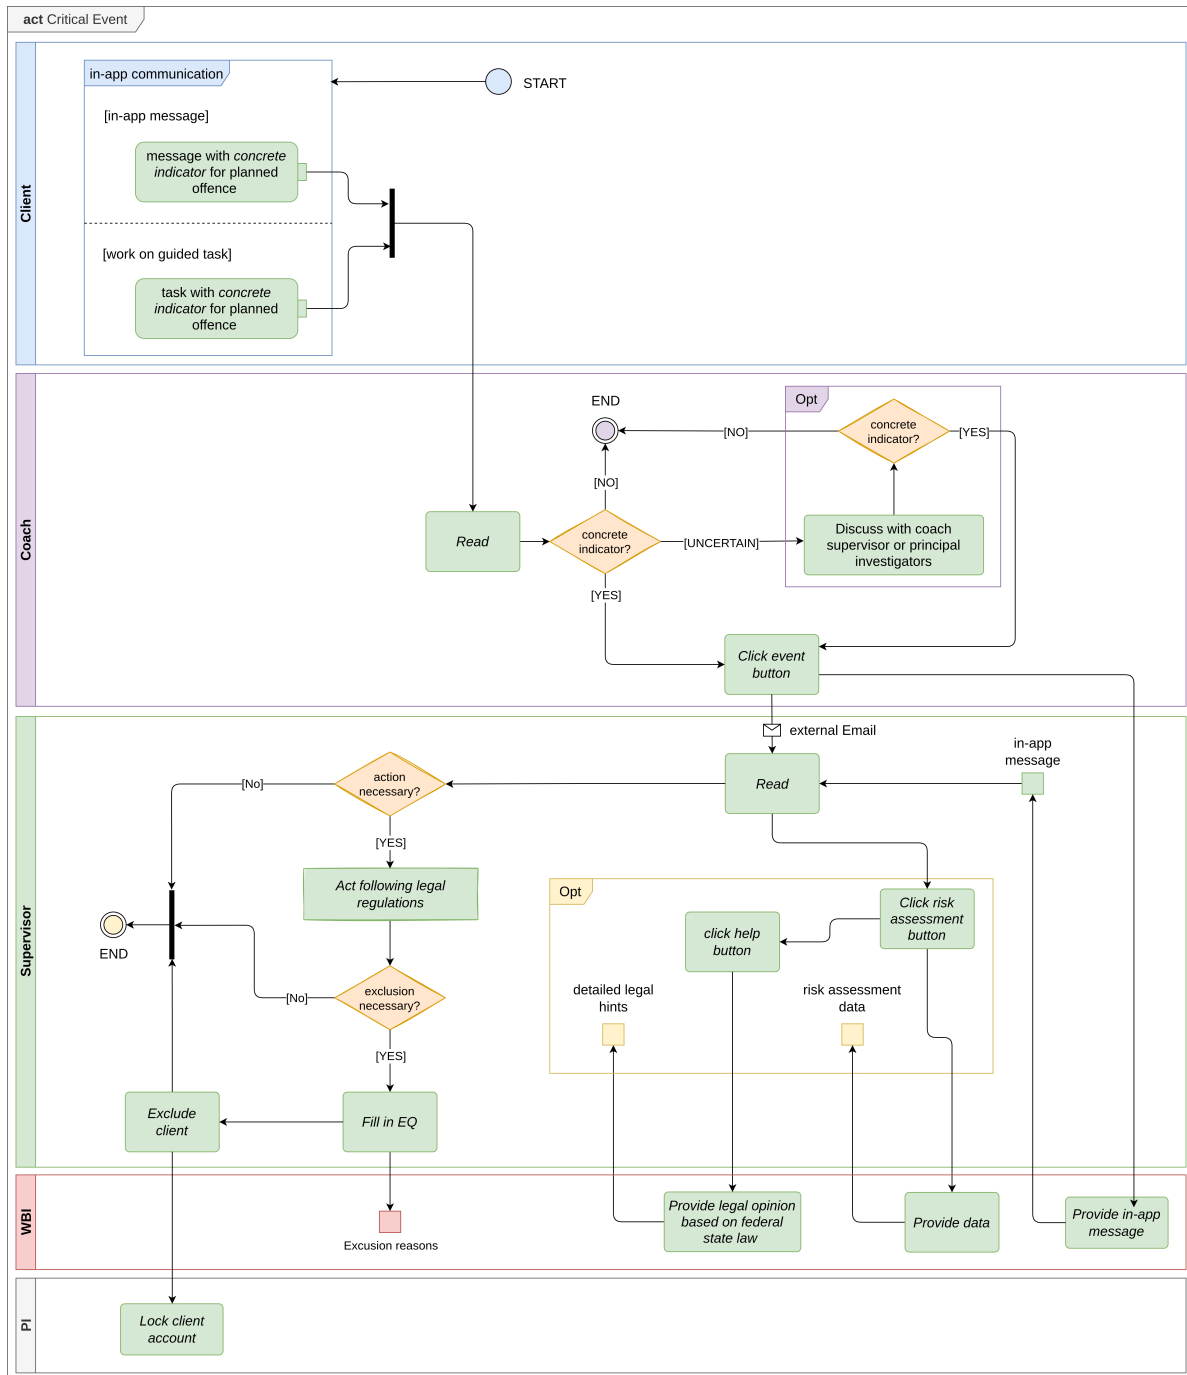 act Critical Event
Client
in-app communication
START
[in-app message]
message with concrete
indicator for planned
offence
[work on guided task]
task with concrete
indicator for planned
offence
Coach
END
Opt
concrete
indicator?
[NO]
[YES]
[NO]
Read
concrete
indicator?
[UNCERTAIN]
Discuss with coach
supervisor or principal
investigators
[YES]
Click event
button
Supervisor
external Email
in-app
message
action
necessary?
[No]
Read
[YES]
Act following legal
regulations
Opt
Click risk
assessment
button
click help
button
END
exclusion
necessary?
[No]
detailed legal
hints
risk assessment
data
[YES]
Exclude
client
Fill in EQ
WBI
Excusion reasons
Provide legal opinion
based on federal
state law
Provide data
Provide in-app
message
PI
Lock client
account